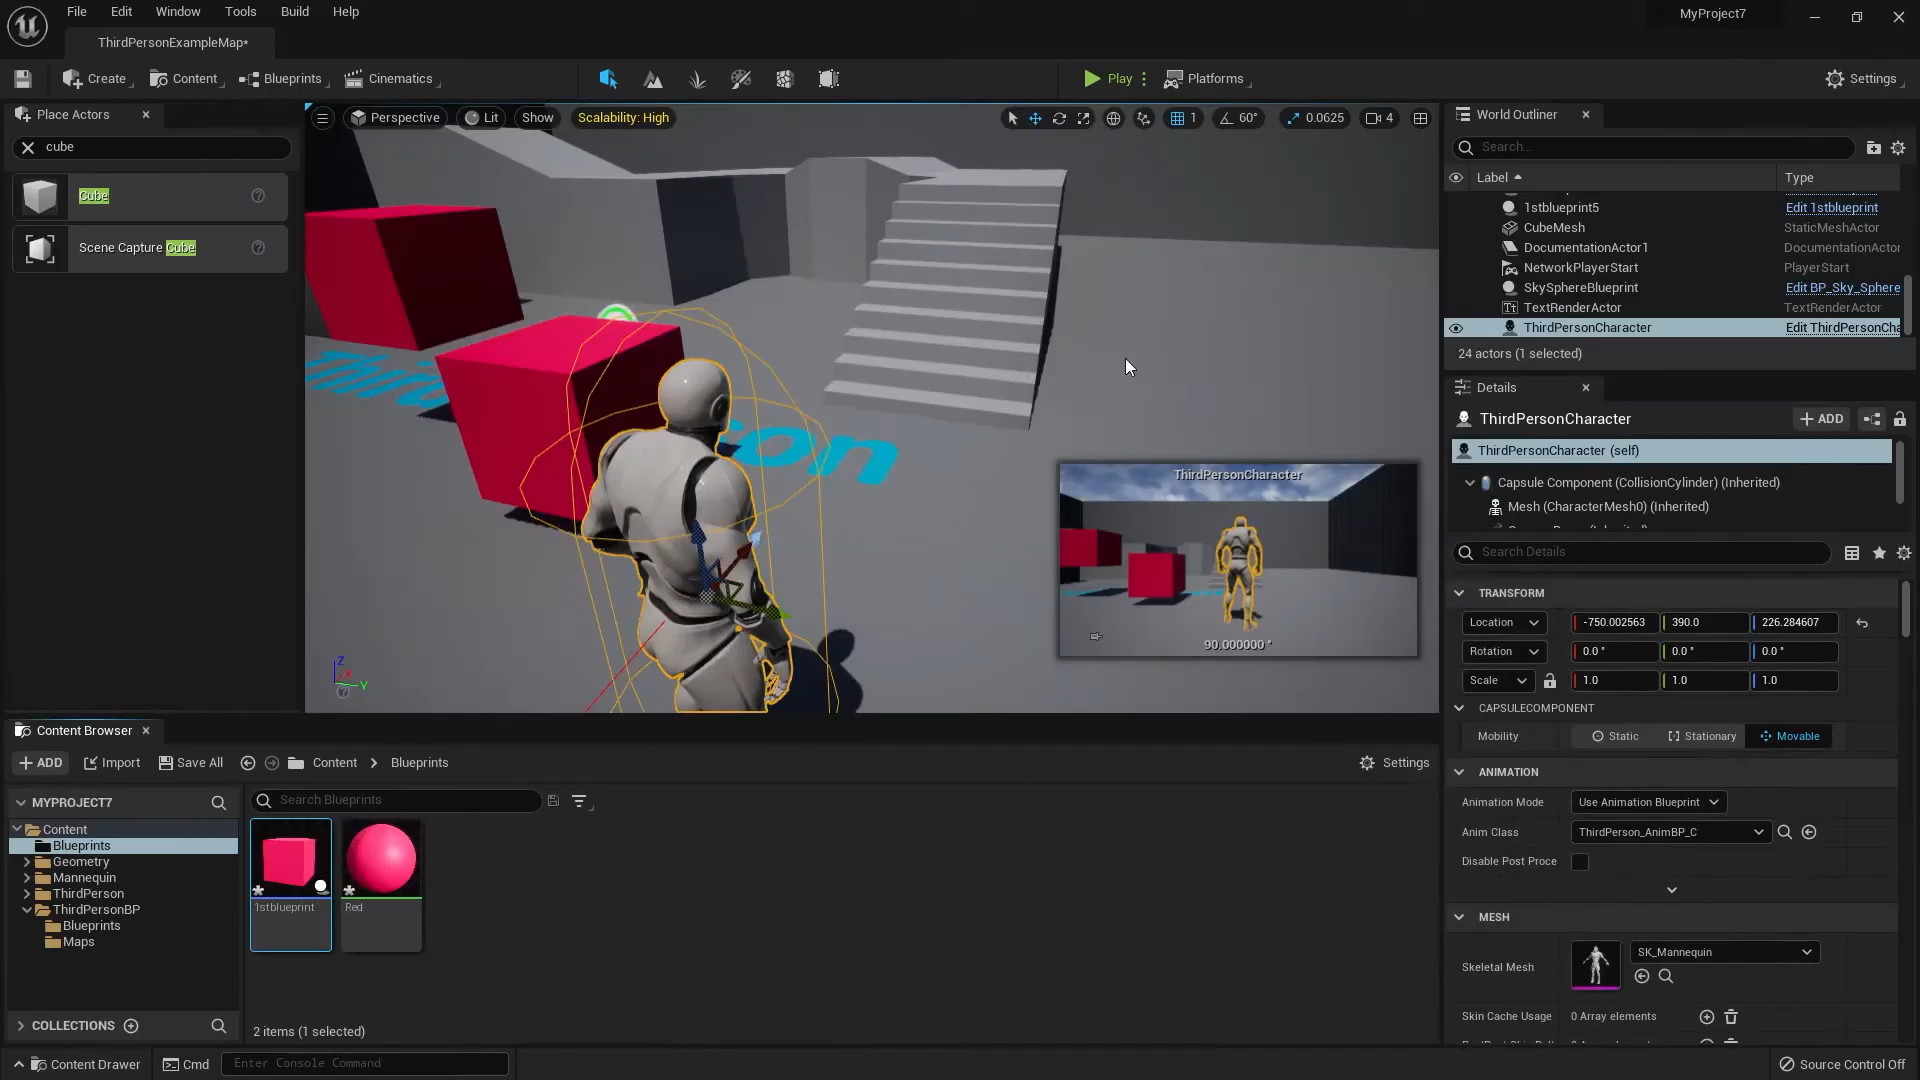 File Edit Window Tools Build Help
MyProject7
ThirdPersonExampleMap*
Create Content Blueprints Cinematics
Play Platforms
Settings
Place Actors
cube
Cube
Scene Capture Cube
Perspective Lit Show Scalability: High
1 60° 0.0625 4
on
ThirdPersonCharacter
90.000000 °
Z
X
Y
World Outliner
Search...
Label Type
1stblueprint5 Edit 1stblueprint
CubeMesh StaticMeshActor
DocumentationActor1 DocumentationActor
NetworkPlayerStart PlayerStart
SkySphereBlueprint Edit BP_Sky_Sphere
TextRenderActor TextRenderActor
ThirdPersonCharacter Edit ThirdPersonCha
24 actors (1 selected)
Details
ThirdPersonCharacter
ADD
ThirdPersonCharacter (self)
Capsule Component (CollisionCylinder) (Inherited)
Mesh (CharacterMesh0) (Inherited)
Search Details
TRANSFORM
Location -750.002563 390.0 226.284607
Rotation 0.0 ° 0.0 ° 0.0 °
Scale 1.0 1.0 1.0
CAPSULECOMPONENT
Mobility Static Stationary Movable
ANIMATION
Animation Mode Use Animation Blueprint
Anim Class ThirdPerson_AnimBP_C
Disable Post Proce
MESH
Skeletal Mesh SK_Mannequin
Skin Cache Usage 0 Array elements
Content Browser
ADD Import Save All Content Blueprints
Settings
MYPROJECT7
Search Blueprints
Content
Blueprints
Geometry
Mannequin
ThirdPerson
ThirdPersonBP
Blueprints
Maps
COLLECTIONS
1stblueprint
Red
2 items (1 selected)
Content Drawer Cmd Enter Console Command
Source Control Off